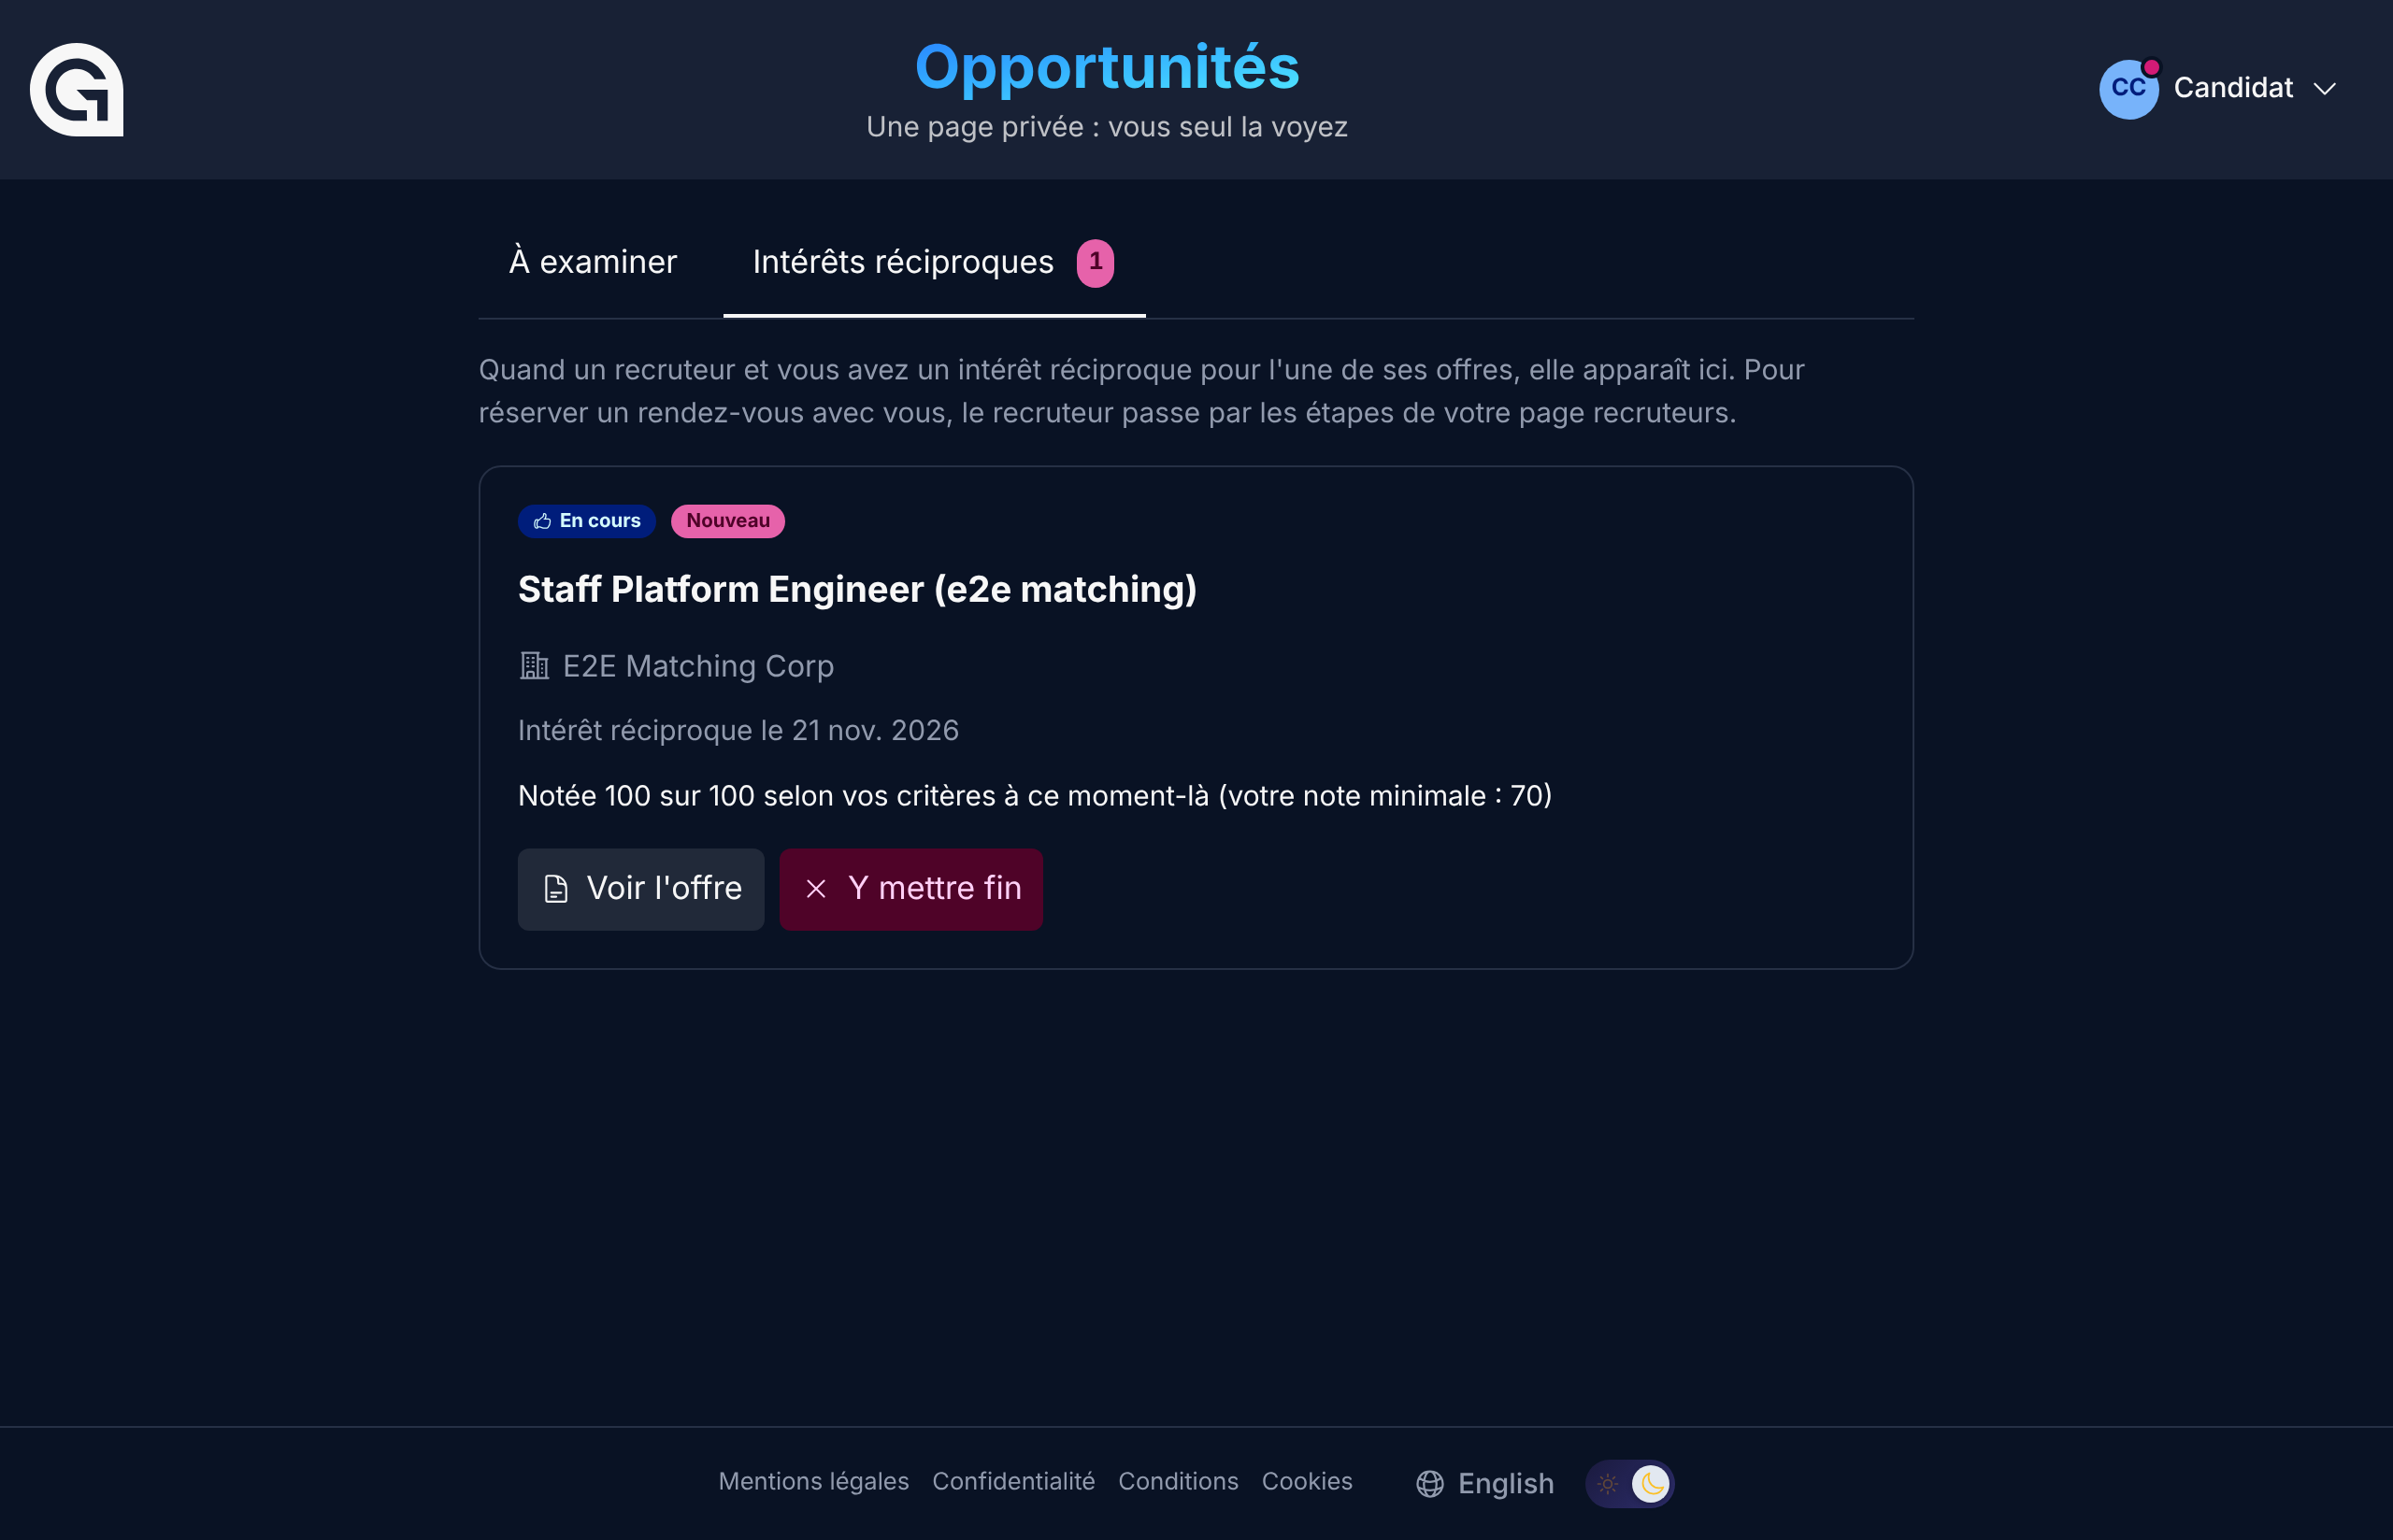 Opportunités
Une page privée : vous seul la voyez
CC
Candidat
À examiner
Intérêts réciproques 1
Quand un recruteur et vous avez un intérêt réciproque pour l'une de ses offres, elle apparaît ici. Pour
réserver un rendez-vous avec vous, le recruteur passe par les étapes de votre page recruteurs.
En cours
Nouveau
Staff Platform Engineer (e2e matching)
E2E Matching Corp
Intérêt réciproque le 21 nov. 2026
Notée 100 sur 100 selon vos critères à ce moment-là (votre note minimale : 70)
Voir l'offre
Y mettre fin
Mentions légales
Confidentialité
Conditions
Cookies
English